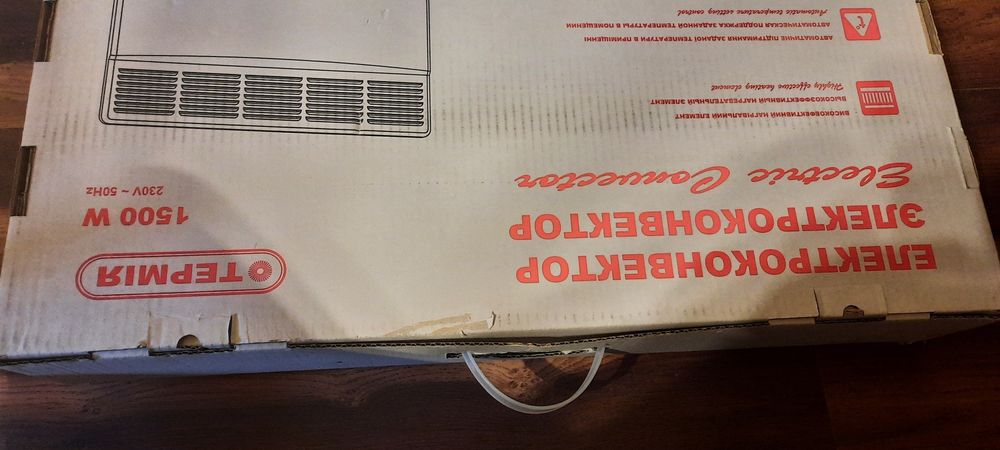 ЕЛЕКТРОКОНВЕКТОР
ЭЛЕКТРОКОНВЕКТОР
Electric Convector
ТЕРМІЯ
1500 W
230V ~ 50Hz
ВИСОКОЕФЕКТИВНИЙ НАГРІВАЛЬНИЙ ЕЛЕМЕНТ
ВЫСОКОЭФФЕКТИВНЫЙ НАГРЕВАТЕЛЬНЫЙ ЭЛЕМЕНТ
Highly effective heating element
t°c
АВТОМАТИЧНЕ ПІДТРИМАННЯ ЗАДАНОЇ ТЕМПЕРАТУРИ В ПРИМІЩЕННІ
АВТОМАТИЧЕСКАЯ ПОДДЕРЖКА ЗАДАННОЙ ТЕМПЕРАТУРЫ В ПОМЕЩЕНИИ
Automatic temperature setting control